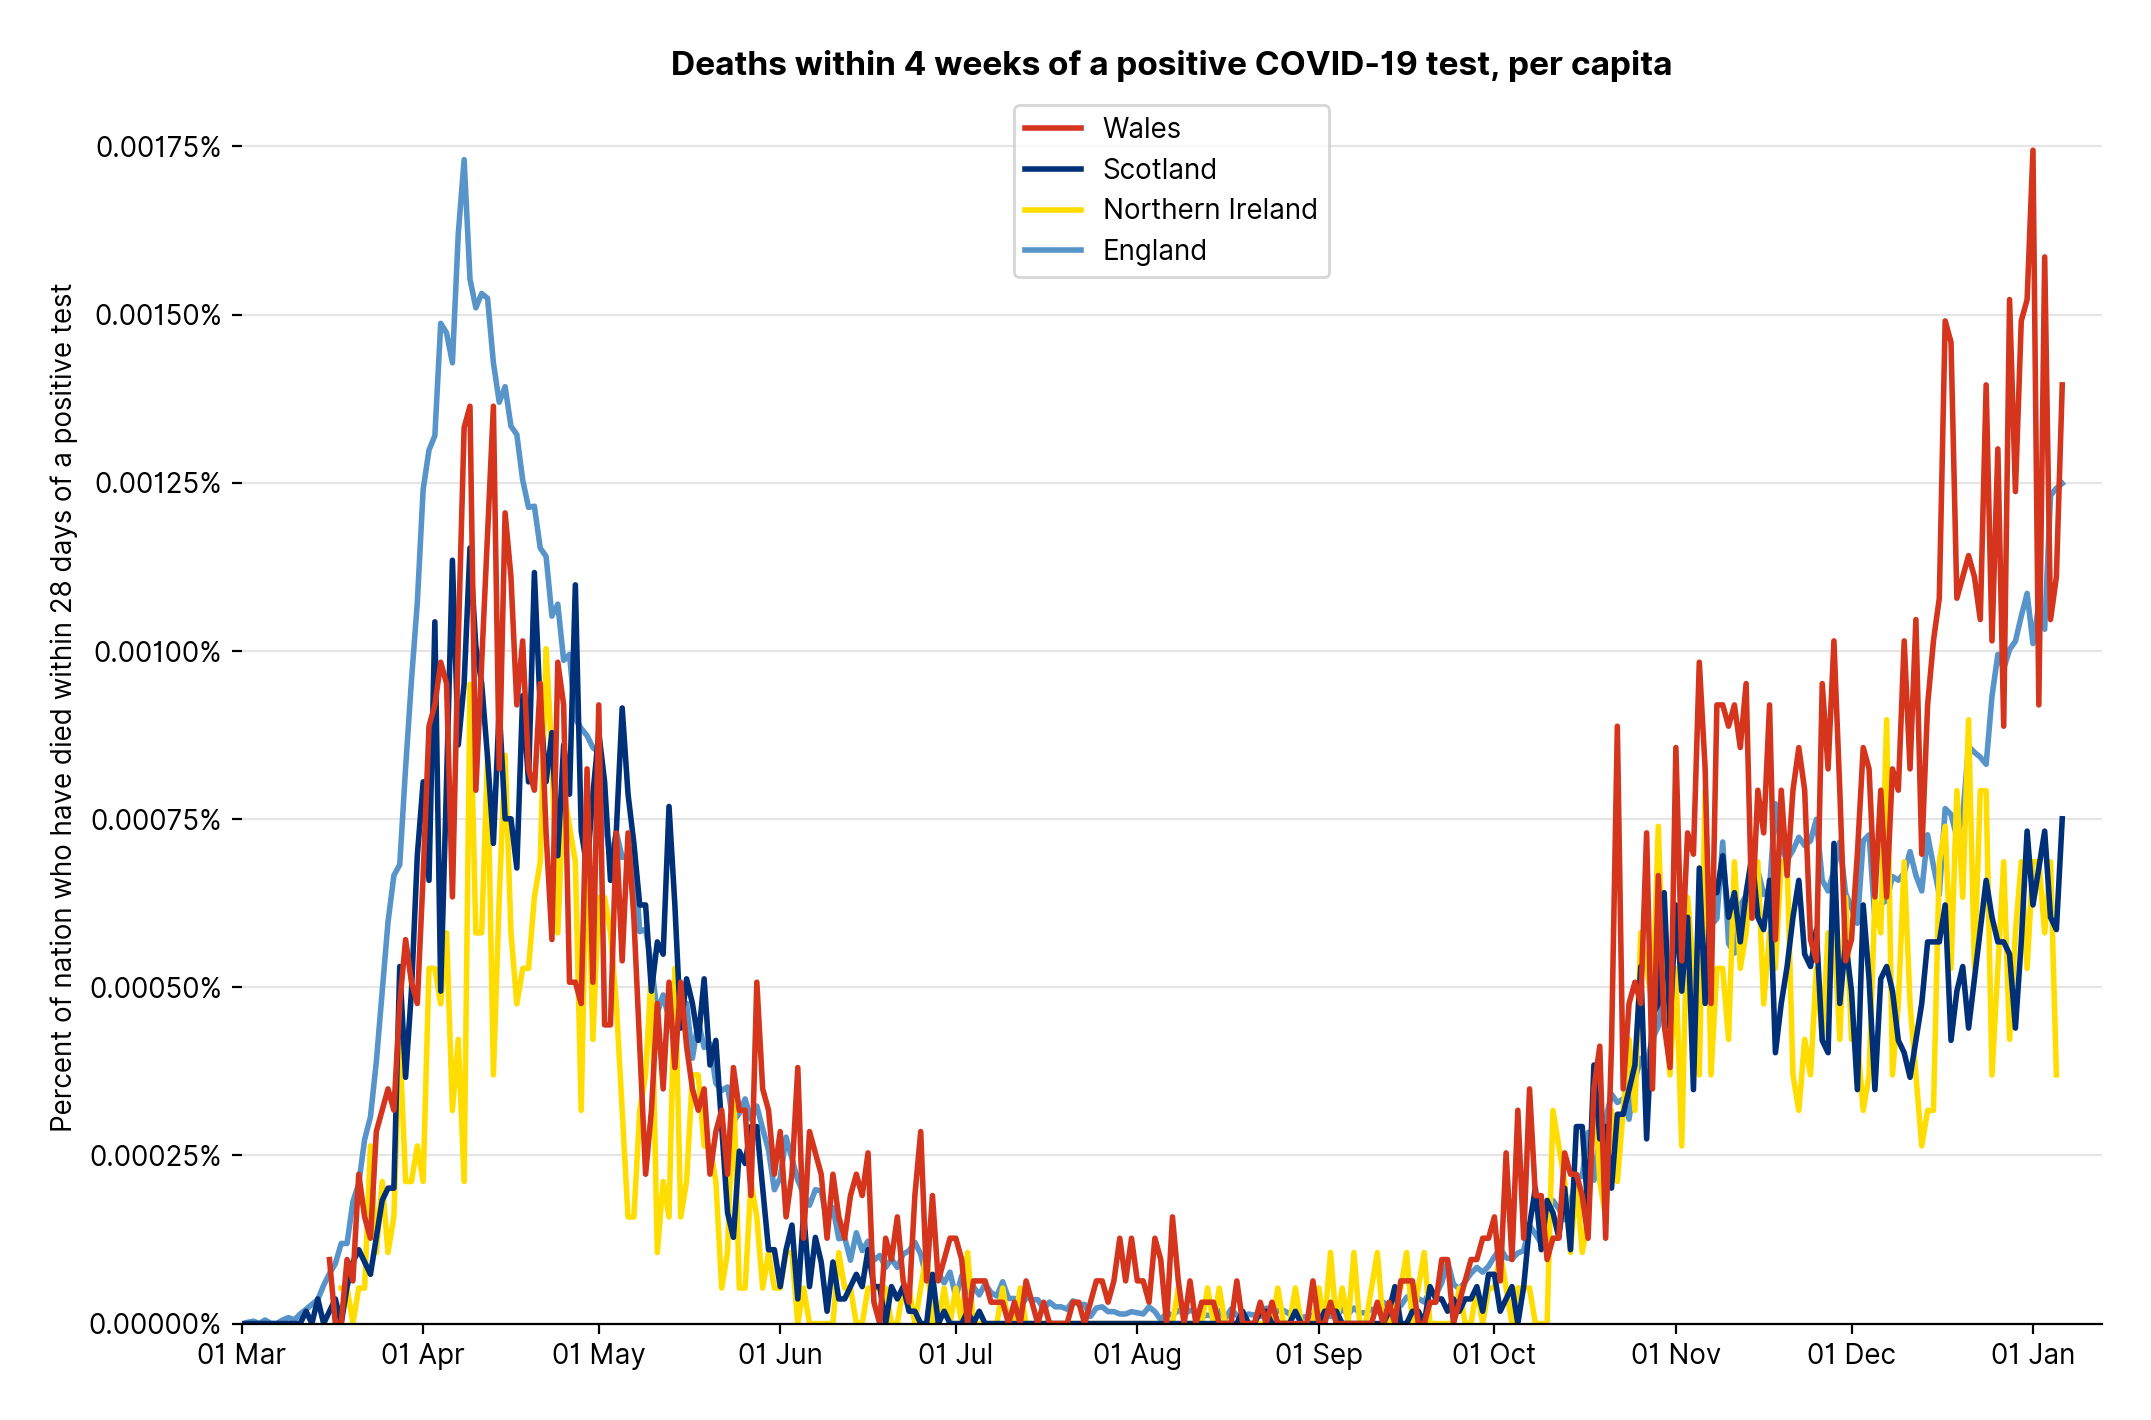 Deaths within 4 weeks of a positive COVID-19 test, per capita
Wales
Scotland
Northern Ireland
England
Percent of nation who have died within 28 days of a positive test
0.00175%
0.00150%
0.00125%
0.00100%
0.00075%
0.00050%
0.00025%
0.00000%
01 Mar
01 Apr
01 May
01 Jun
01 Jul
01 Aug
01 Sep
01 Oct
01 Nov
01 Dec
01 Jan